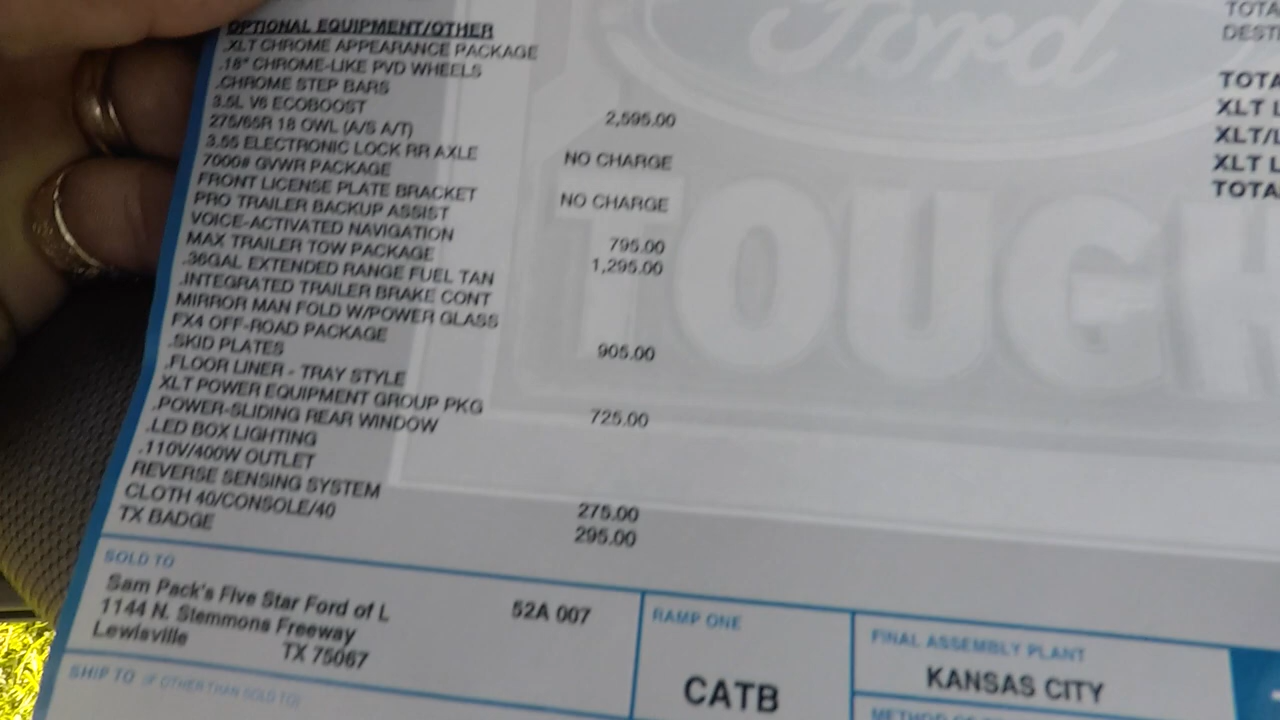 Ford
TOUGH
OPTIONAL EQUIPMENT/OTHER
.XLT CHROME APPEARANCE PACKAGE
.18" CHROME-LIKE PVD WHEELS
.CHROME STEP BARS
3.5L V6 ECOBOOST 2,595.00
275/65R 18 OWL (A/S A/T)
3.55 ELECTRONIC LOCK RR AXLE NO CHARGE
7000# GVWR PACKAGE
FRONT LICENSE PLATE BRACKET NO CHARGE
PRO TRAILER BACKUP ASSIST
VOICE-ACTIVATED NAVIGATION 795.00
MAX TRAILER TOW PACKAGE 1,295.00
.36GAL EXTENDED RANGE FUEL TAN
.INTEGRATED TRAILER BRAKE CONT
MIRROR MAN FOLD W/POWER GLASS
FX4 OFF-ROAD PACKAGE 905.00
.SKID PLATES
.FLOOR LINER - TRAY STYLE
XLT POWER EQUIPMENT GROUP PKG 725.00
.POWER-SLIDING REAR WINDOW
.LED BOX LIGHTING
.110V/400W OUTLET
REVERSE SENSING SYSTEM 275.00
CLOTH 40/CONSOLE/40 295.00
TX BADGE
TOTA
DESTI
TOTA
XLT L
XLT/L
XLT L
TOTA
SOLD TO
Sam Pack's Five Star Ford of L 52A 007
1144 N. Stemmons Freeway
Lewisville TX 75067
SHIP TO (IF OTHER THAN SOLD TO)
RAMP ONE
CATB
FINAL ASSEMBLY PLANT
KANSAS CITY